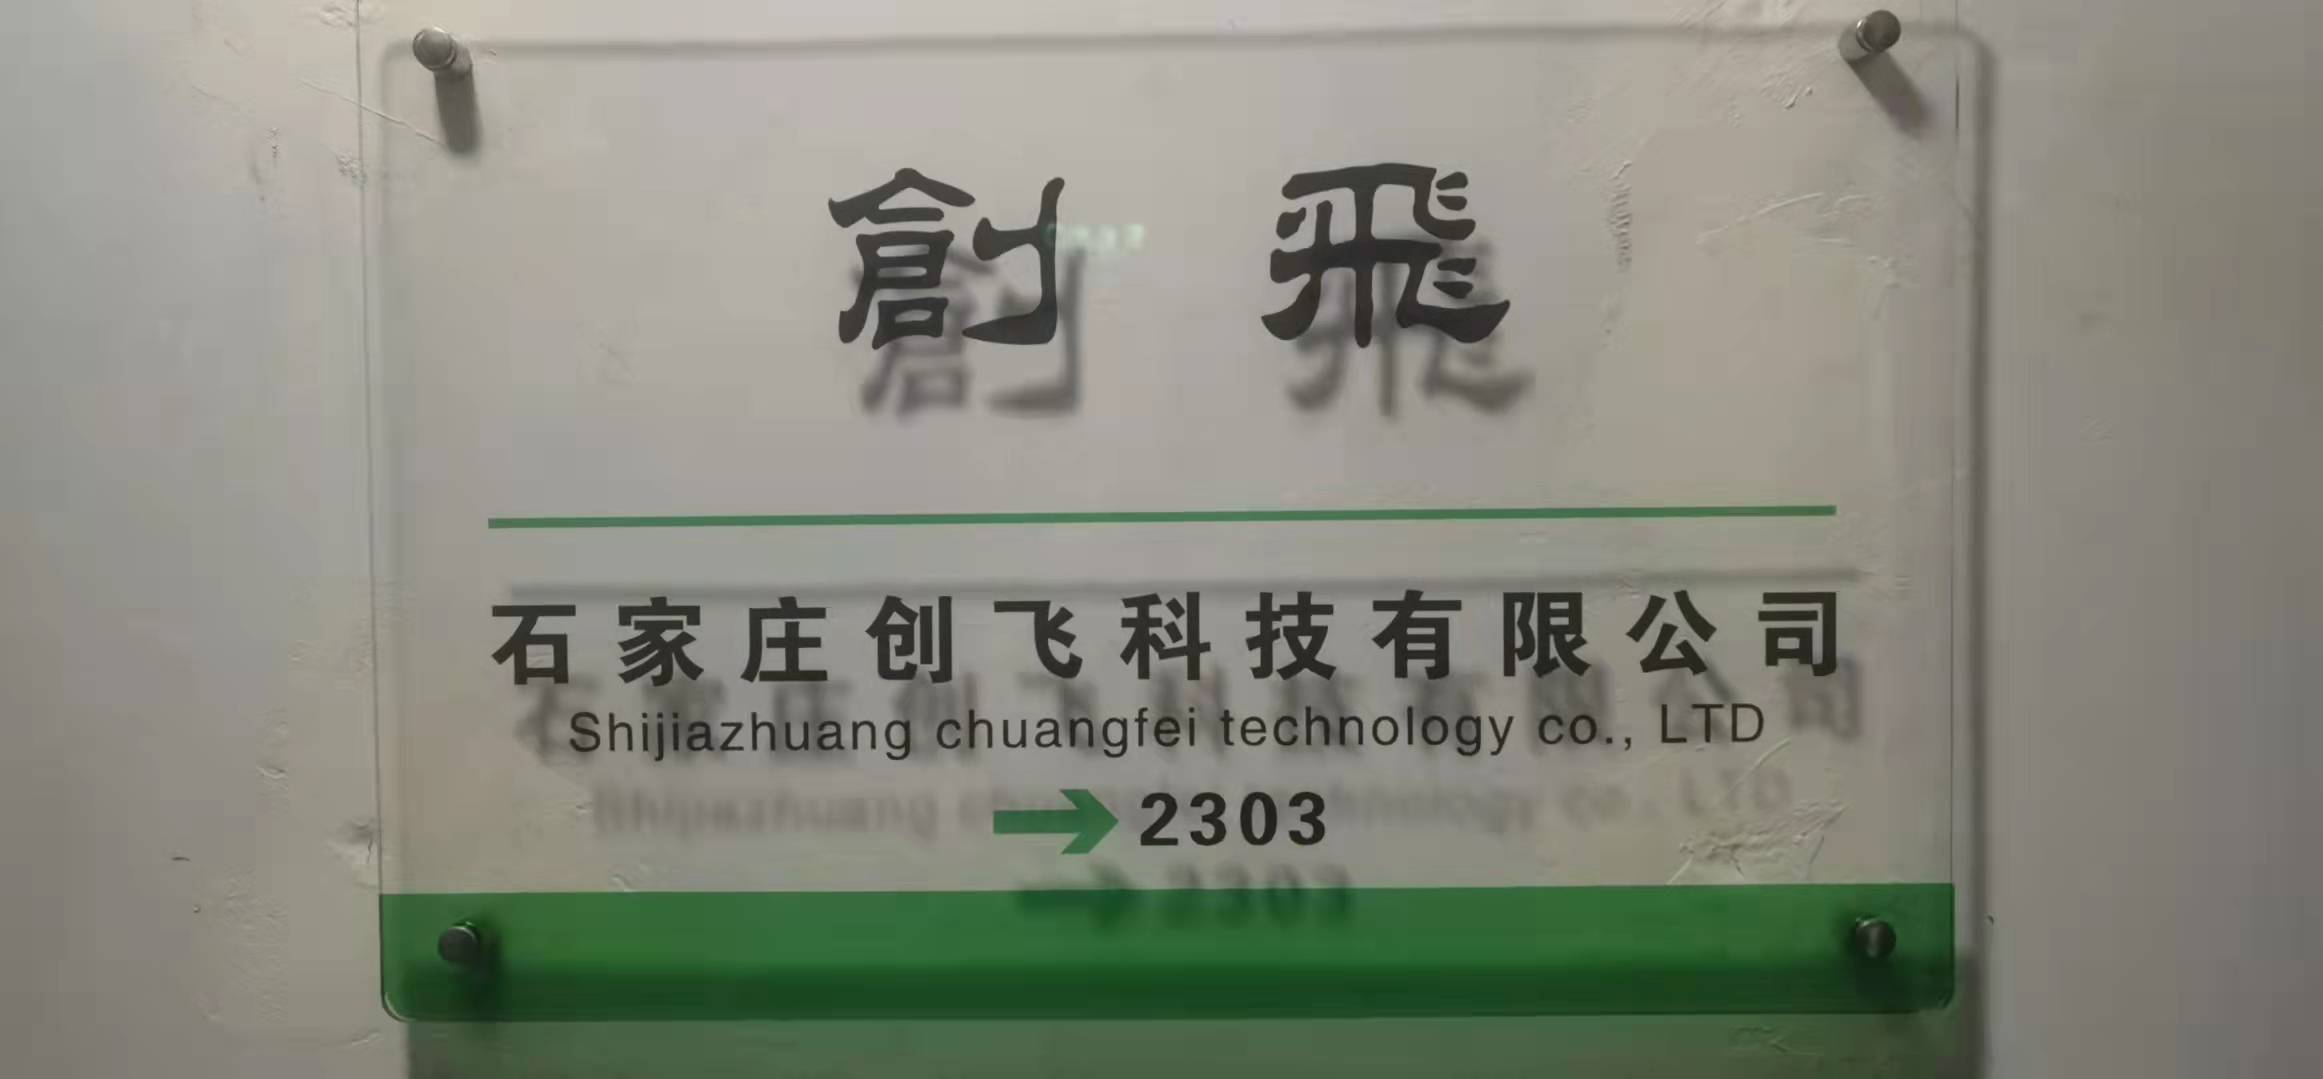 創 飛
石家庄创飞科技有限公司
Shijiazhuang chuangfei technology co., LTD
→2303